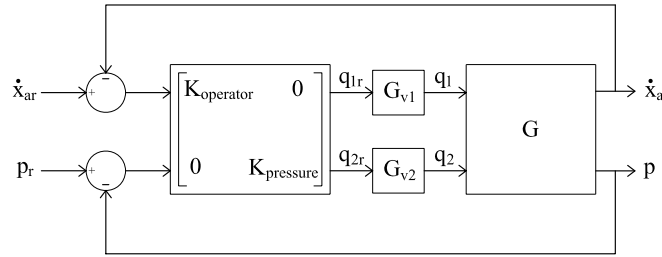 −
ẋar
+
Koperator 0
q1r
Gv1
q1
G
ẋa
pr
+
−
0 Kpressure
q2r
Gv2
q2
p